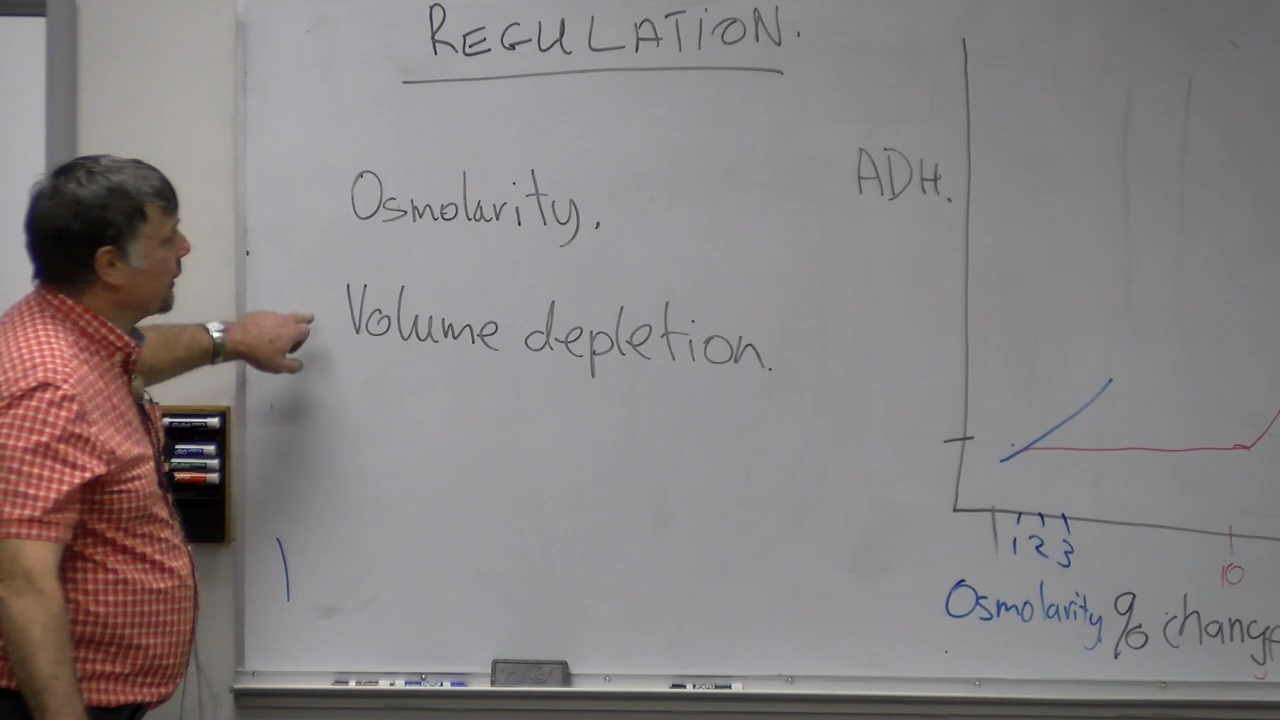 REGULATION.
Osmolarity.
Volume depletion.
ADH.
1 2 3
10
Osmolarity % change